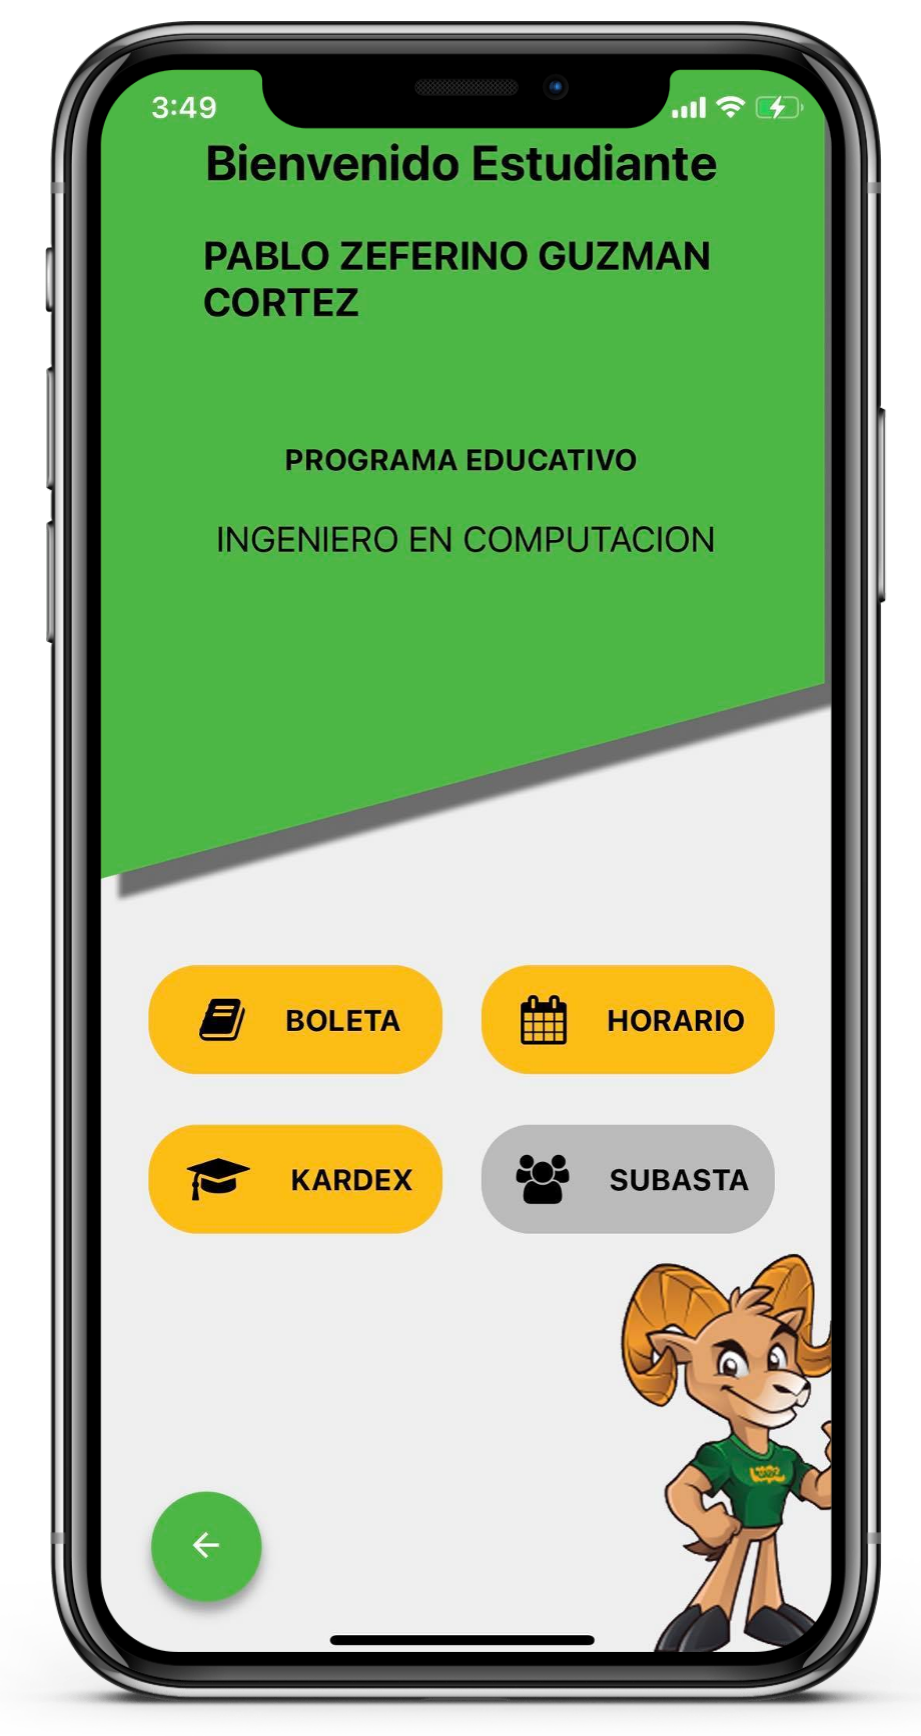 3:49
Bienvenido Estudiante
PABLO ZEFERINO GUZMAN
CORTEZ
PROGRAMA EDUCATIVO
INGENIERO EN COMPUTACION
BOLETA
HORARIO
KARDEX
SUBASTA